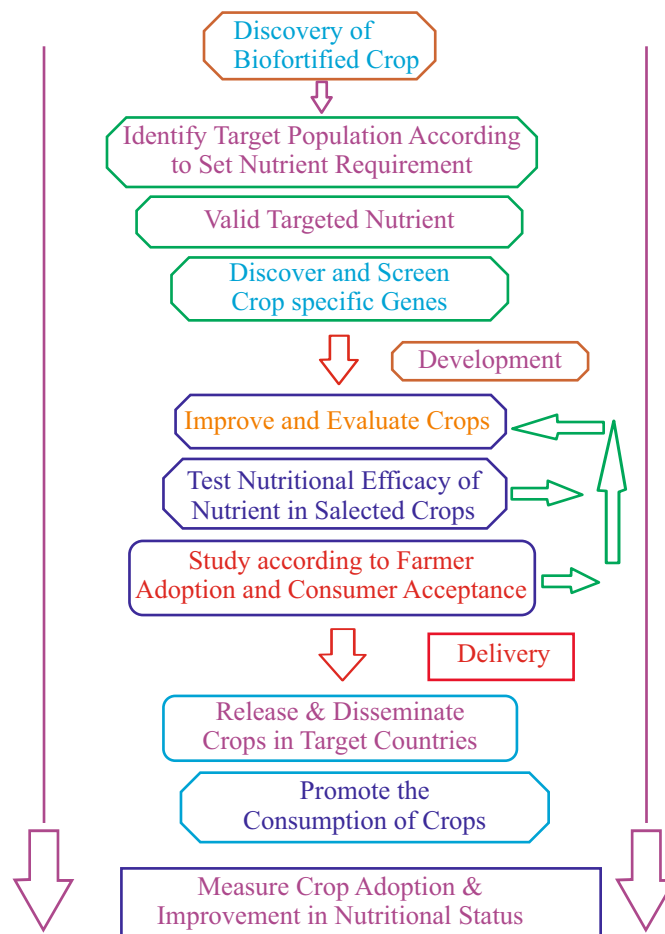 Discovery of
Biofortified Crop
Identify Target Population According
to Set Nutrient Requirement
Valid Targeted Nutrient
Discover and Screen
Crop specific Genes
Development
Improve and Evaluate Crops
Test Nutritional Efficacy of
Nutrient in Salected Crops
Study according to Farmer
Adoption and Consumer Acceptance
Delivery
Release & Disseminate
Crops in Target Countries
Promote the
Consumption of Crops
Measure Crop Adoption &
Improvement in Nutritional Status